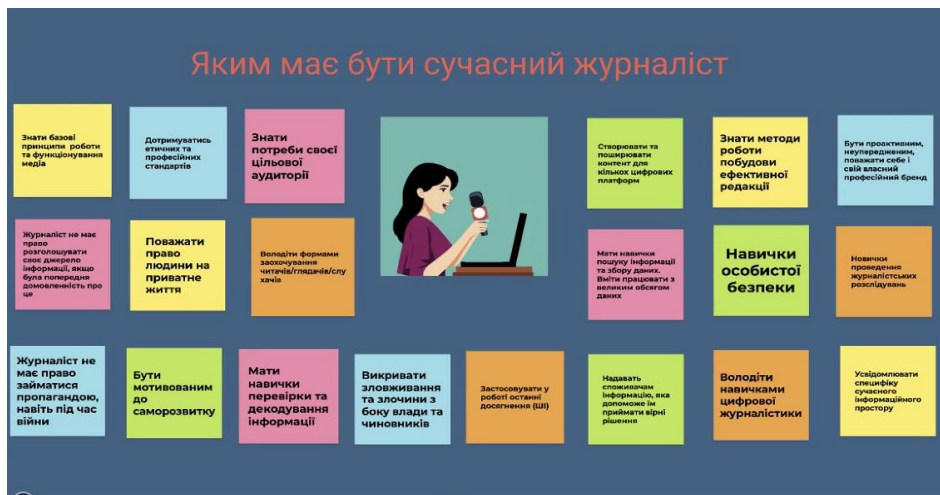 Яким має бути сучасний журналіст
Знати базові
принципи роботи
та функціонування
медіа
Дотримуватись
етичних та
професійних
стандартів
Знати
потреби своєї
цільової
аудиторії
Створювати та
поширювати
контент для
кількох цифрових
платформ
Знати методи
роботи
побудови
ефективної
редакції
Бути проактивним,
неупередженим,
поважати себе і
свій власний
професійний бренд
Журналіст не має
право
розголошувати
своє джерело
інформації, якщо
була попередня
домовленність про
це
Поважати
право
людини на
приватне
життя
Володіти формами
заохочування
читачів/глядачів/слу
хачів
Мати навички
пошуку інформації
та збору даних.
Вміти працювати з
великим обсягом
даних
Навички
особистої
безпеки
Новички
проведення
журналістських
розслідувань
Журналіст не
має право
займатися
пропагандою,
навіть під час
війни
Бути
мотивованим
до
саморозвитку
Мати
навички
перевірки та
декодування
інформації
Викривати
зловживання
та злочини з
боку влади та
чиновників
Застосовувати у
роботі останні
досягнення (ШІ)
Надавать
споживачам
інформацію, яка
допоможе їм
приймати вірні
рішення
Володіти
навичками
цифрової
журналістики
Усвідомлювати
специфіку
сучасного
інформаційного
простору